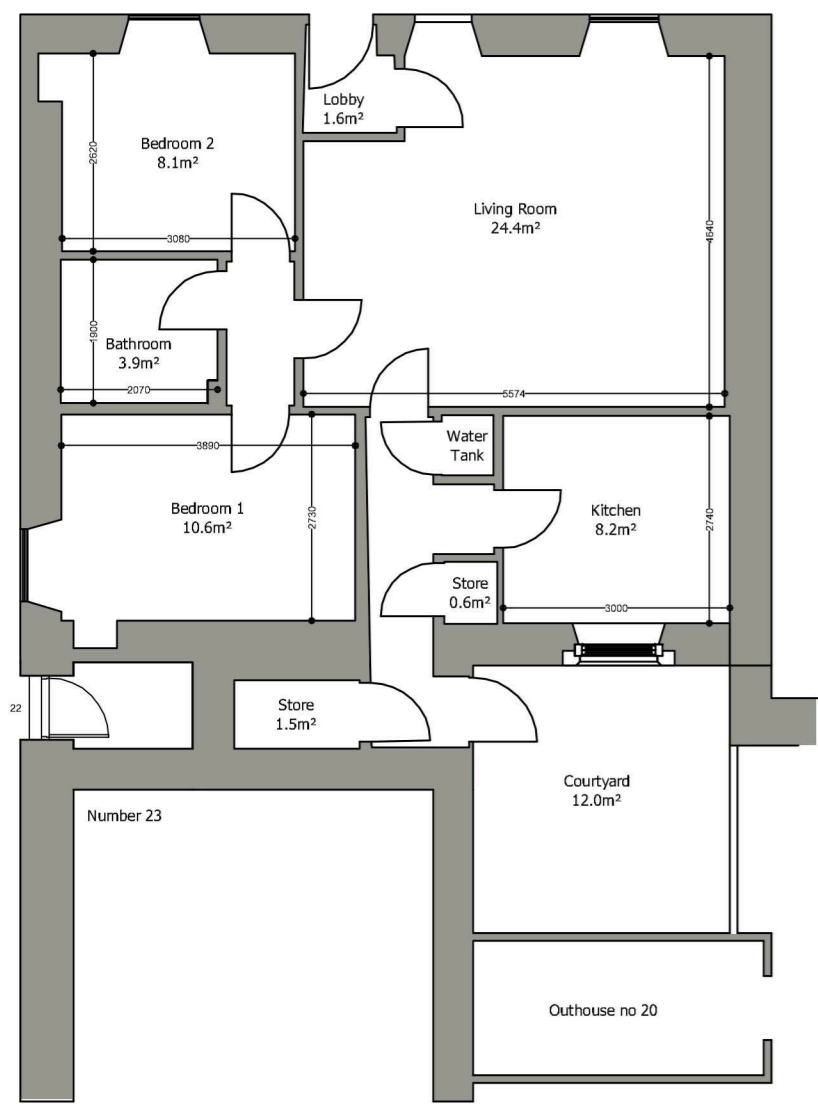 Lobby
1.6m²
Bedroom 2
8.1m²
2620
3080
Living Room
24.4m²
4640
5574
Bathroom
3.9m²
1900
2070
Water
Tank
3890
Bedroom 1
10.6m²
2730
Kitchen
8.2m²
2740
3000
Store
0.6m²
22
Store
1.5m²
Courtyard
12.0m²
Number 23
Outhouse no 20